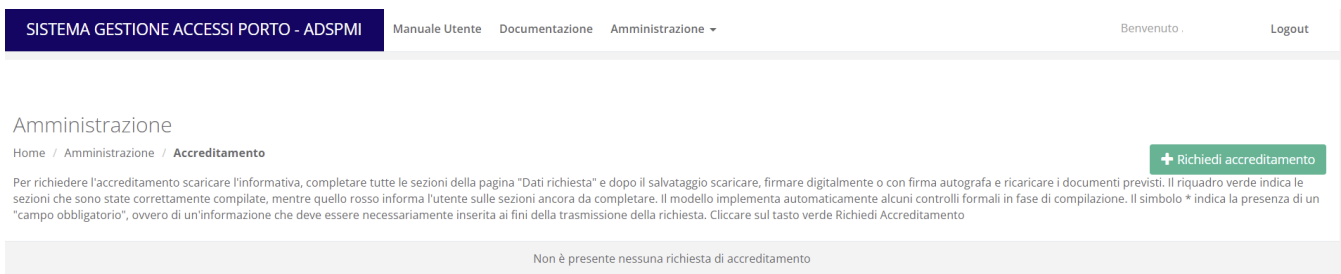 SISTEMA GESTIONE ACCESSI PORTO - ADSPMI Manuale Utente Documentazione Amministrazione Benvenuto . Logout
Amministrazione
Home / Amministrazione / Accreditamento
Richiedi accreditamento
Per richiedere l'accreditamento scaricare l'informativa, completare tutte le sezioni della pagina "Dati richiesta" e dopo il salvataggio scaricare, firmare digitalmente o con firma autografa e ricaricare i documenti previsti. Il riquadro verde indica le
sezioni che sono state correttamente compilate, mentre quello rosso informa l'utente sulle sezioni ancora da completare. Il modello implementa automaticamente alcuni controlli formali in fase di compilazione. Il simbolo * indica la presenza di un
"campo obbligatorio", ovvero di un'informazione che deve essere necessariamente inserita ai fini della trasmissione della richiesta. Cliccare sul tasto verde Richiedi Accreditamento
Non è presente nessuna richiesta di accreditamento